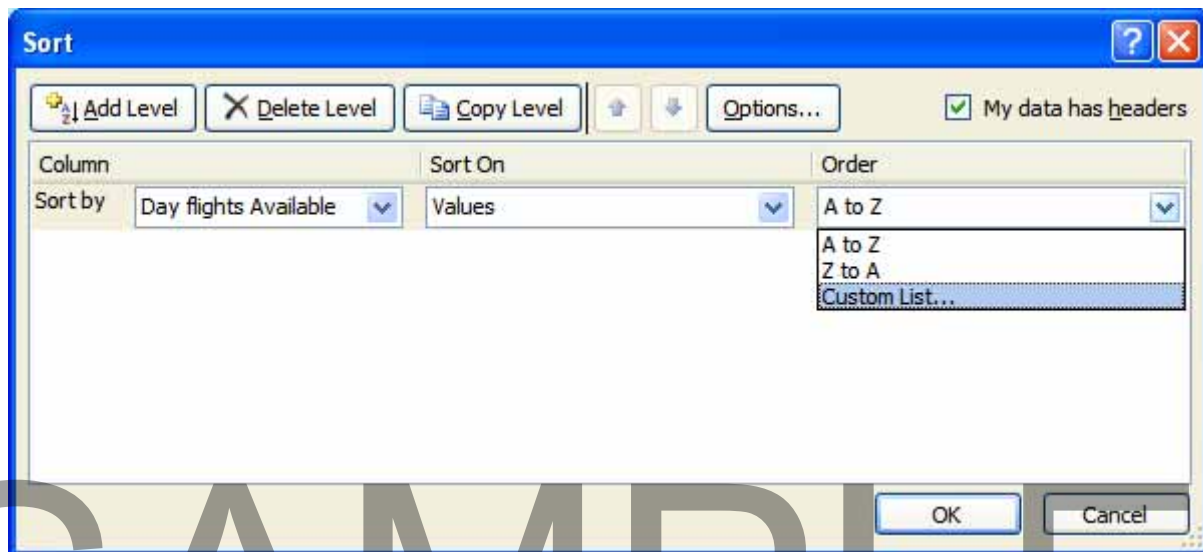 Sort
Add Level Delete Level Copy Level Options... My data has headers
Column Sort On Order
Sort by Day flights Available Values A to Z
A to Z
Z to A
Custom List...
OK Cancel
SAMPLE